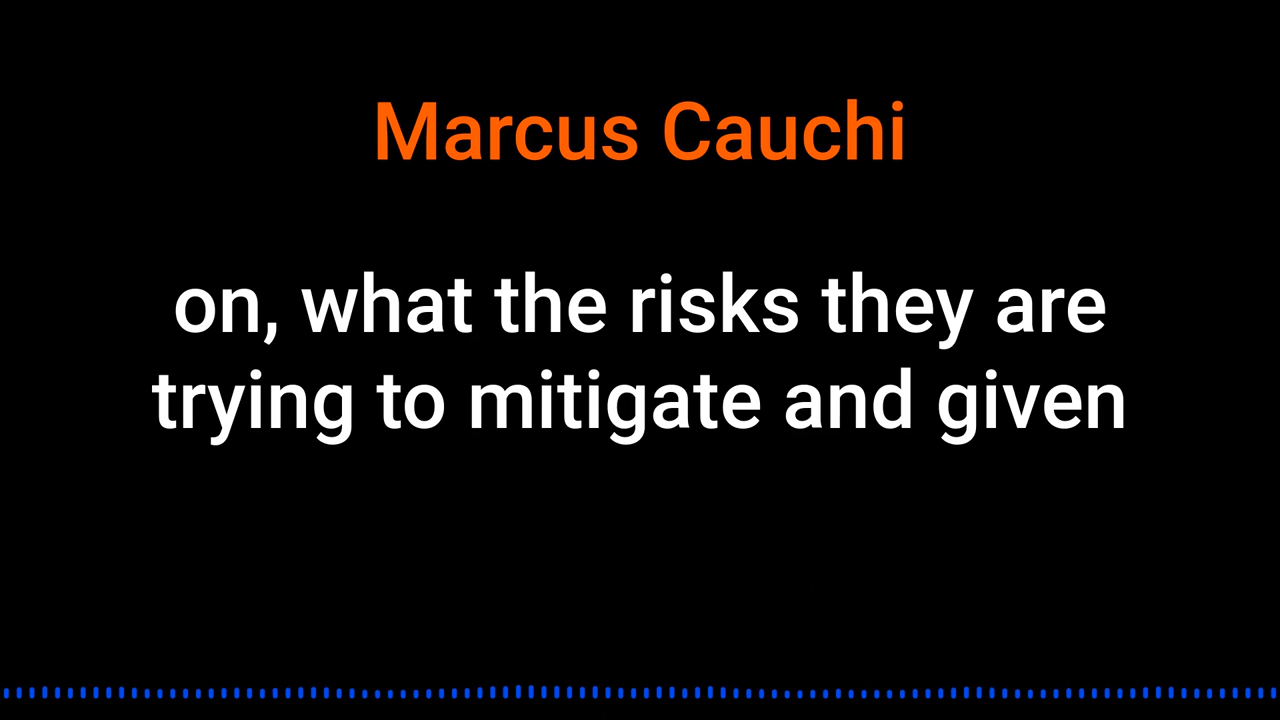 Marcus Cauchi
on, what the risks they are
trying to mitigate and given